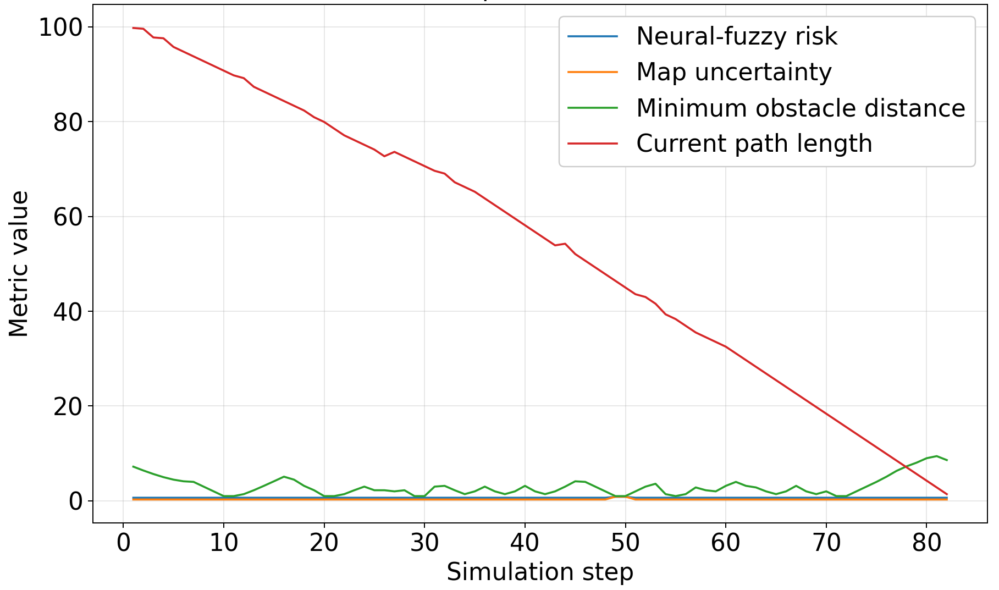 100
80
60
40
20
0
Metric value
Neural-fuzzy risk
Map uncertainty
Minimum obstacle distance
Current path length
0 10 20 30 40 50 60 70 80
Simulation step